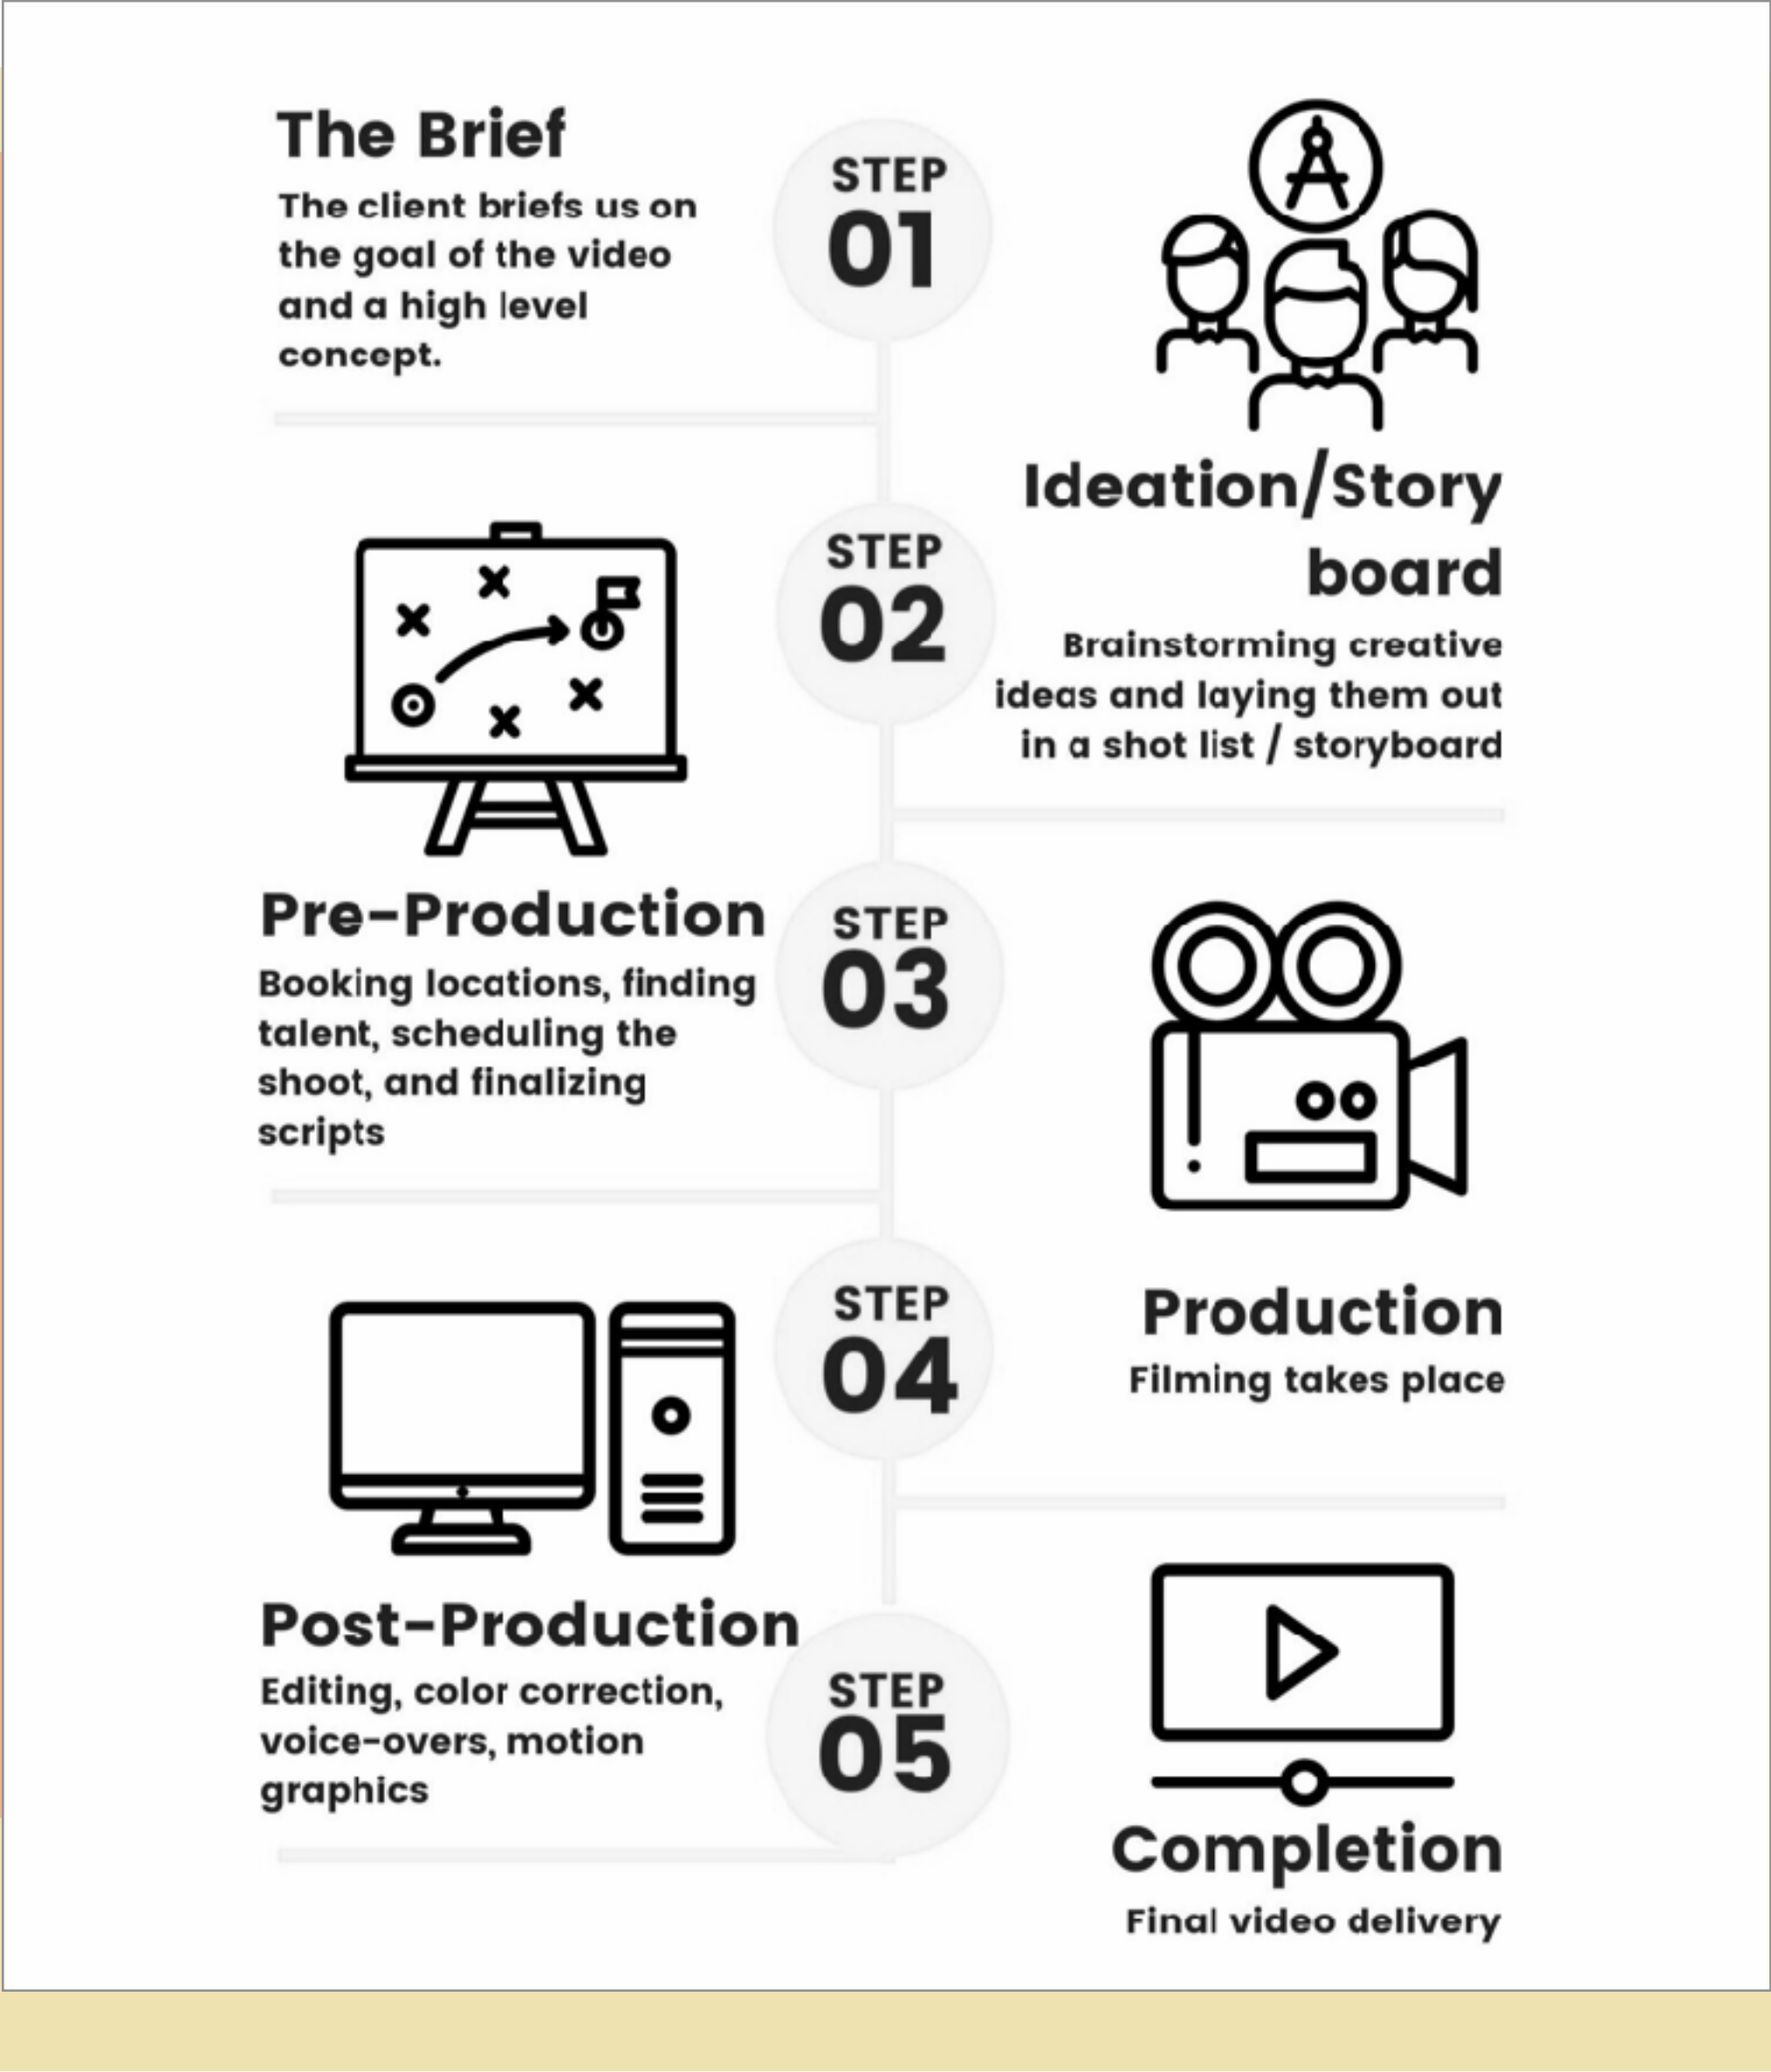 The Brief
The client briefs us on
the goal of the video
and a high level
concept.
STEP
01
Ideation/Story
board
Brainstorming creative
ideas and laying them out
in a shot list / storyboard
STEP
02
Pre-Production
Booking locations, finding
talent, scheduling the
shoot, and finalizing
scripts
STEP
03
Production
Filming takes place
STEP
04
Post-Production
Editing, color correction,
voice-overs, motion
graphics
STEP
05
Completion
Final video delivery